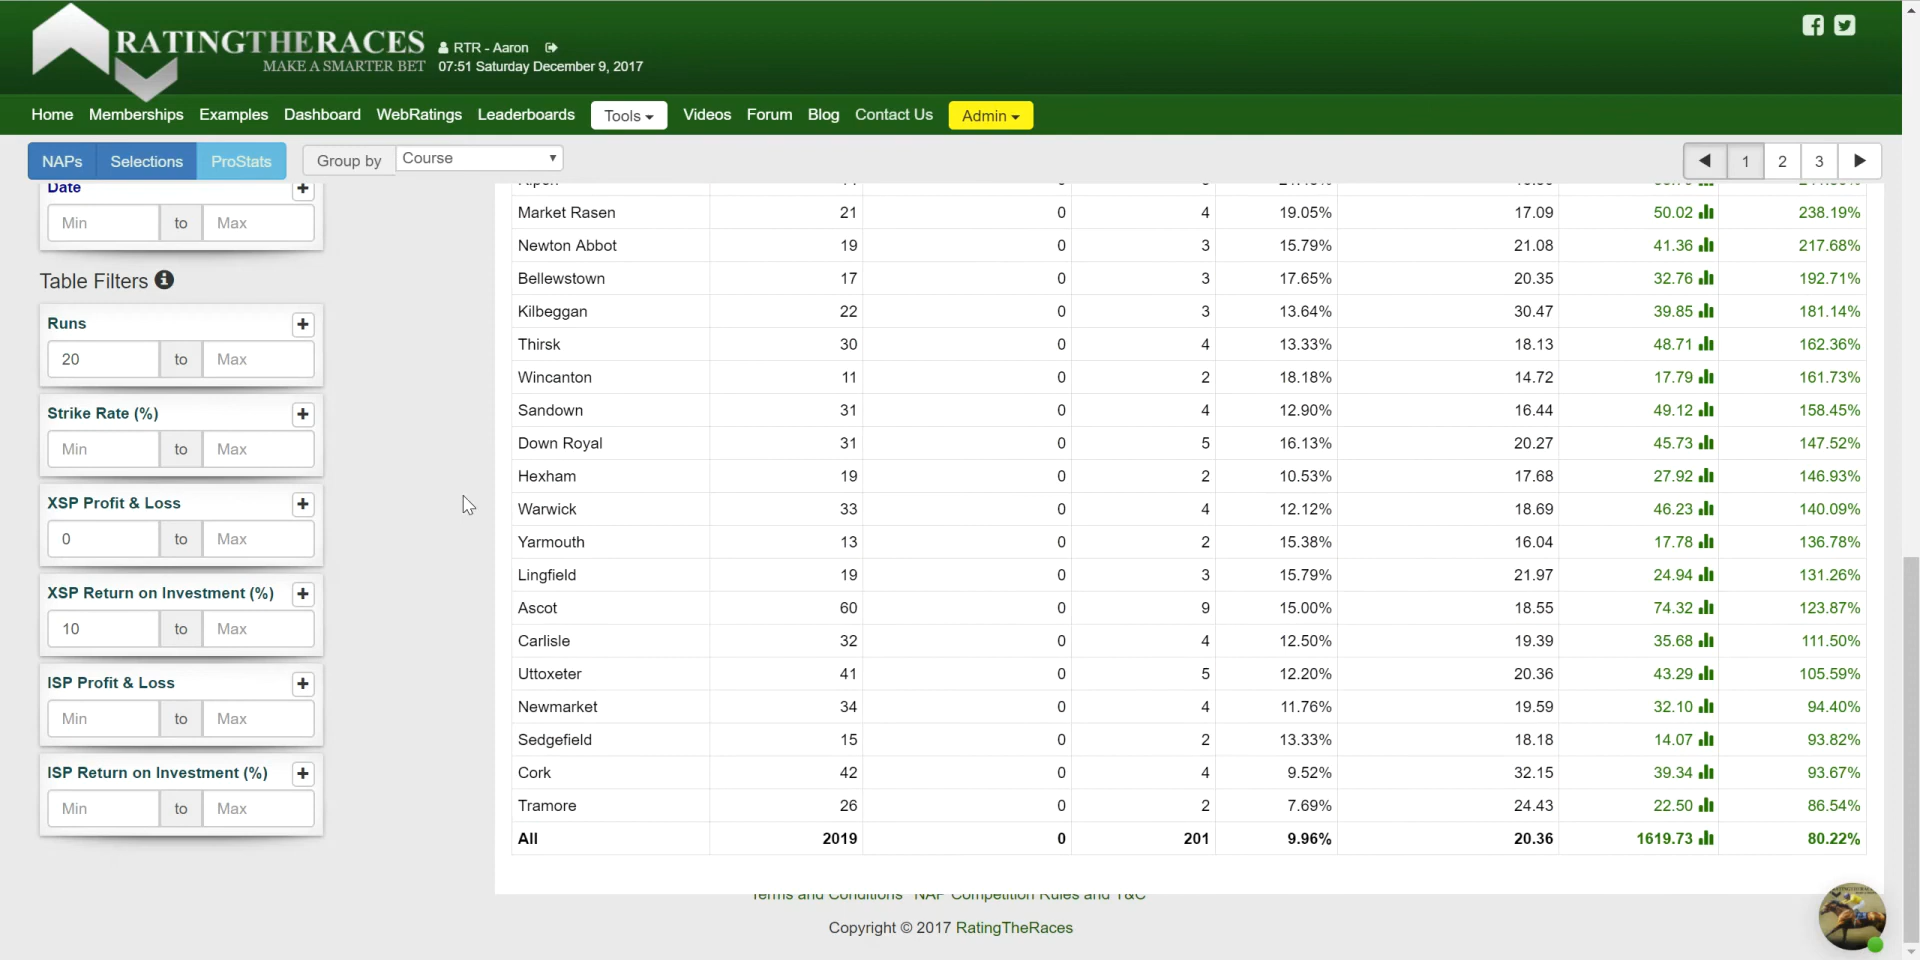 RATINGTHERACES
MAKE A SMARTER BET
RTR - Aaron
07:51 Saturday December 9, 2017
Home Memberships Examples Dashboard WebRatings Leaderboards Tools Videos Forum Blog Contact Us Admin
NAPs Selections ProStats Group by Course 1 2 3
Date
Min to Max
Table Filters
Runs
20 to Max
Strike Rate (%)
Min to Max
XSP Profit & Loss
0 to Max
XSP Return on Investment (%)
10 to Max
ISP Profit & Loss
Min to Max
ISP Return on Investment (%)
Min to Max
Market Rasen 21 0 4 19.05% 17.09 50.02 238.19%
Newton Abbot 19 0 3 15.79% 21.08 41.36 217.68%
Bellewstown 17 0 3 17.65% 20.35 32.76 192.71%
Kilbeggan 22 0 3 13.64% 30.47 39.85 181.14%
Thirsk 30 0 4 13.33% 18.13 48.71 162.36%
Wincanton 11 0 2 18.18% 14.72 17.79 161.73%
Sandown 31 0 4 12.90% 16.44 49.12 158.45%
Down Royal 31 0 5 16.13% 20.27 45.73 147.52%
Hexham 19 0 2 10.53% 17.68 27.92 146.93%
Warwick 33 0 4 12.12% 18.69 46.23 140.09%
Yarmouth 13 0 2 15.38% 16.04 17.78 136.78%
Lingfield 19 0 3 15.79% 21.97 24.94 131.26%
Ascot 60 0 9 15.00% 18.55 74.32 123.87%
Carlisle 32 0 4 12.50% 19.39 35.68 111.50%
Uttoxeter 41 0 5 12.20% 20.36 43.29 105.59%
Newmarket 34 0 4 11.76% 19.59 32.10 94.40%
Sedgefield 15 0 2 13.33% 18.18 14.07 93.82%
Cork 42 0 4 9.52% 32.15 39.34 93.67%
Tramore 26 0 2 7.69% 24.43 22.50 86.54%
All 2019 0 201 9.96% 20.36 1619.73 80.22%
Terms and Conditions NAP Competition Rules and T&C
Copyright © 2017 RatingTheRaces